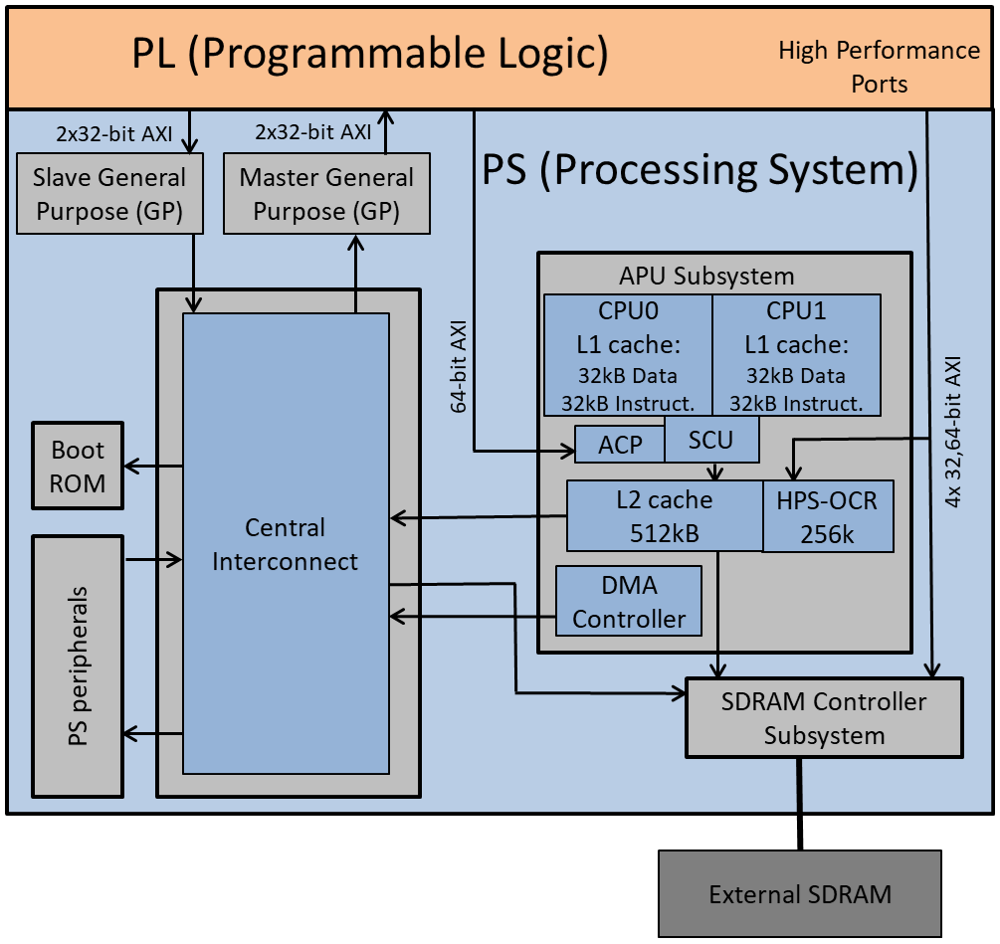 PL (Programmable Logic)
High Performance
Ports
2x32-bit AXI
2x32-bit AXI
Slave General
Purpose (GP)
Master General
Purpose (GP)
PS (Processing System)
64-bit AXI
APU Subsystem
CPU0
L1 cache:
32kB Data
32kB Instruct.
CPU1
L1 cache:
32kB Data
32kB Instruct.
ACP
SCU
L2 cache
512kB
HPS-OCR
256k
DMA
Controller
4x 32,64-bit AXI
Boot
ROM
Central
Interconnect
PS peripherals
SDRAM Controller
Subsystem
External SDRAM